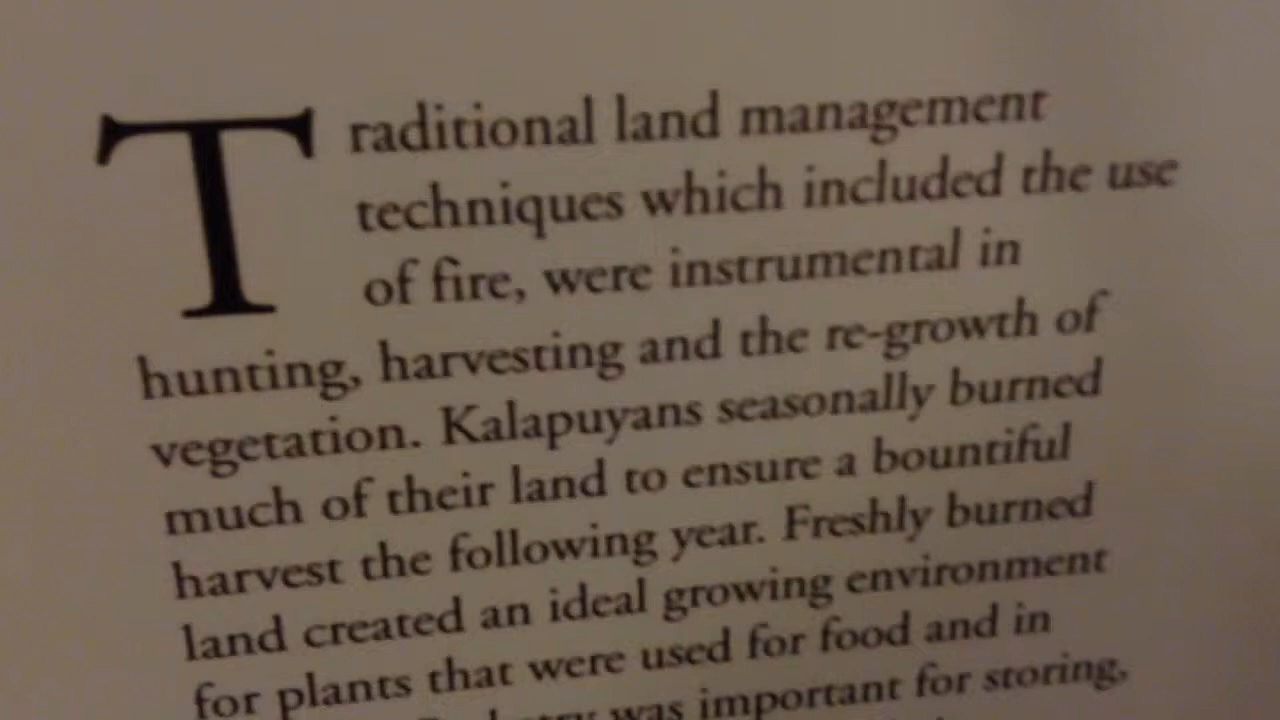 Traditional land management
techniques which included the use
of fire, were instrumental in
hunting, harvesting and the re-growth of
vegetation. Kalapuyans seasonally burned
much of their land to ensure a bountiful
harvest the following year. Freshly burned
land created an ideal growing environment
for plants that were used for food and in
was important for storing,